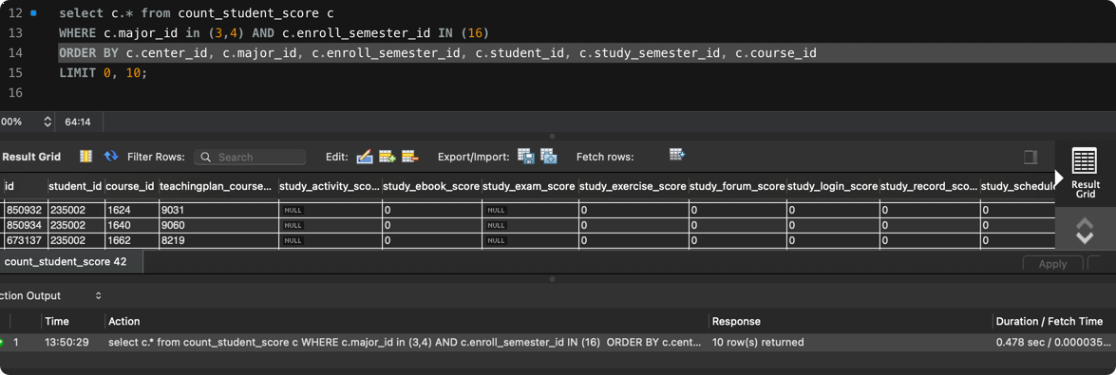 12 select c.* from count_student_score c
13 WHERE c.major_id in (3,4) AND c.enroll_semester_id IN (16)
14 ORDER BY c.center_id, c.major_id, c.enroll_semester_id, c.student_id, c.study_semester_id, c.course_id
15 LIMIT 0, 10;
16
00% 64:14
Result Grid Filter Rows: Search Edit: Export/Import: Fetch rows:
id student_id course_id teachingplan_course... study_activity_sco... study_ebook_score study_exam_score study_exercise_score study_forum_score study_login_score study_record_sco... study_schedule
850932 235002 1624 9031 NULL 0 NULL 0 0 0 0 0
850934 235002 1640 9060 NULL 0 NULL 0 0 0 0 0
673137 235002 1662 8219 NULL 0 NULL 0 0 0 0 0
Result
Grid
count_student_score 42 Apply
ction Output
Time Action Response Duration / Fetch Time
1 13:50:29 select c.* from count_student_score c WHERE c.major_id in (3,4) AND c.enroll_semester_id IN (16) ORDER BY c.cent... 10 row(s) returned 0.478 sec / 0.000035...